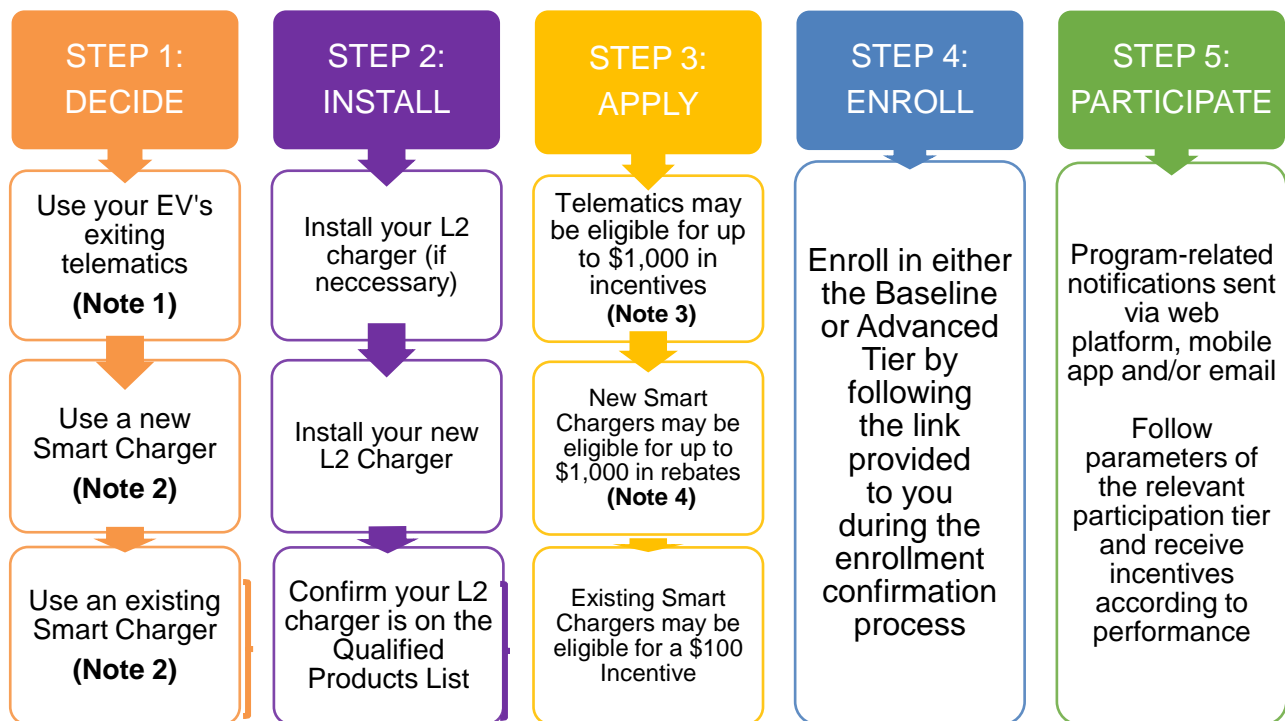 STEP 1:
DECIDE
Use your EV's
exiting
telematics
(Note 1)
Use a new
Smart Charger
(Note 2)
Use an existing
Smart Charger
(Note 2)
STEP 2:
INSTALL
Install your L2
charger (if
neccessary)
Install your new
L2 Charger
Confirm your L2
charger is on the
Qualified
Products List
STEP 3:
APPLY
Telematics may
be eligible for up
to $1,000 in
incentives
(Note 3)
New Smart
Chargers may be
eligible for up to
$1,000 in rebates
(Note 4)
Existing Smart
Chargers may be
eligible for a $100
Incentive
STEP 4:
ENROLL
Enroll in either
the Baseline
or Advanced
Tier by
following
the link
provided
to you
during the
enrollment
confirmation
process
STEP 5:
PARTICIPATE
Program-related
notifications sent
via web
platform, mobile
app and/or email
Follow
parameters of
the relevant
participation tier
and receive
incentives
according to
performance